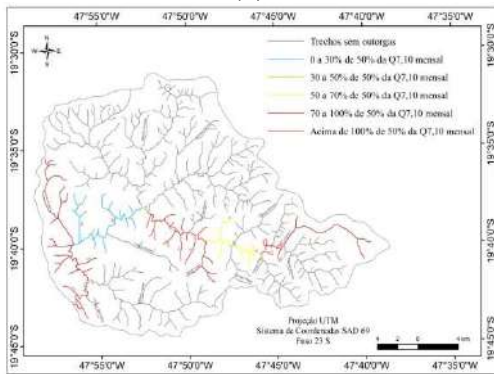 47°55'0"O 47°50'0"O 47°45'0"O 47°40'0"O 47°35'0"O
19°30'0"S
19°35'0"S
19°40'0"S
19°45'0"S
N
W E
S
Trechos sem outorgas
0 a 30% de 50% da Q7,10 mensal
30 a 50% de 50% da Q7,10 mensal
50 a 70% de 50% da Q7,10 mensal
70 a 100% de 50% da Q7,10 mensal
Acima de 100% de 50% da Q7,10 mensal
19°30'0"S
19°35'0"S
19°40'0"S
19°45'0"S
Projeção UTM
Sistema de Coordenadas SAD 69
Fuso 23 S
47°55'0"O 47°50'0"O 47°45'0"O 47°40'0"O 47°35'0"O